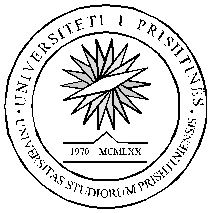 UNIVERSITETI I PRISHTINËS
1970 MCMLXX
UNIVERSITAS STUDIORUM PRISHTINIENSIS